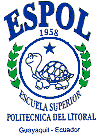 ESPOL
1958
ESCUELA SUPERIOR
POLITECNICA DEL LITORAL
Guayaquil - Ecuador